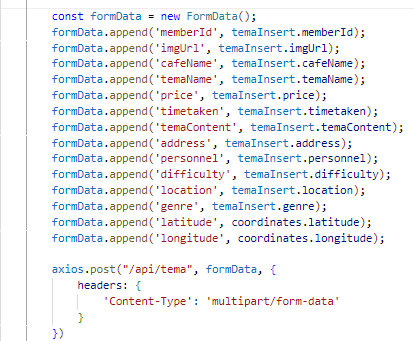 const formData = new FormData();
formData.append('memberId', temaInsert.memberId);
formData.append('imgUrl', temaInsert.imgUrl);
formData.append('cafeName', temaInsert.cafeName);
formData.append('temaName', temaInsert.temaName);
formData.append('price', temaInsert.price);
formData.append('timetaken', temaInsert.timetaken);
formData.append('temaContent', temaInsert.temaContent);
formData.append('address', temaInsert.address);
formData.append('personnel', temaInsert.personnel);
formData.append('difficulty', temaInsert.difficulty);
formData.append('location', temaInsert.location);
formData.append('genre', temaInsert.genre);
formData.append('latitude', coordinates.latitude);
formData.append('longitude', coordinates.longitude);
axios.post("/api/tema", formData, {
headers: {
'Content-Type': 'multipart/form-data'
}
})